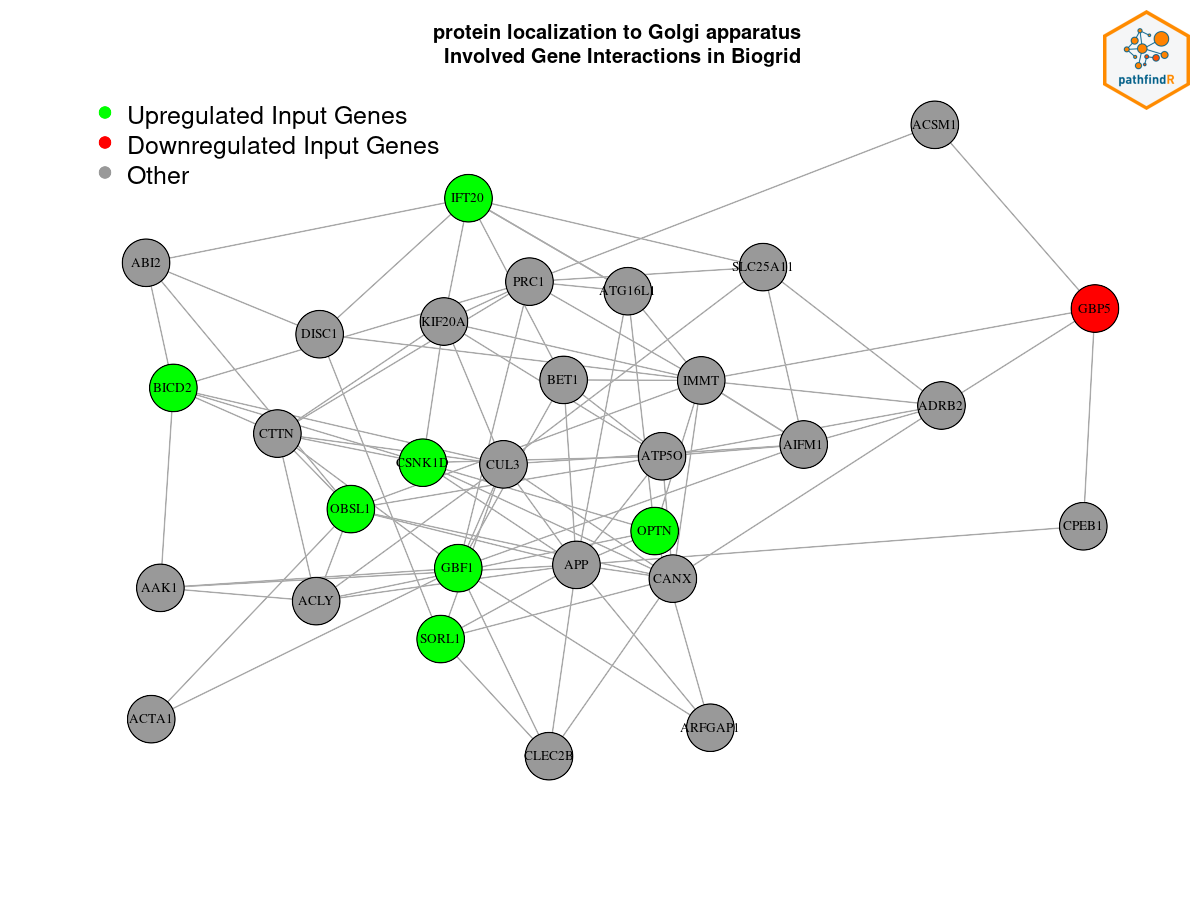 protein localization to Golgi apparatus
Involved Gene Interactions in Biogrid
pathfindR
Upregulated Input Genes
Downregulated Input Genes
Other
ACSM1
IFT20
ABI2
SLC25A11
PRC1
ATG16L1
GBP5
KIF20A
DISC1
BET1
IMMT
BICD2
ADRB2
CTTN
AIFM1
ATP5O
CSNK1D
CUL3
OBSL1
CPEB1
OPTN
APP
GBF1
CANX
AAK1
ACLY
SORL1
ACTA1
ARFGAP1
CLEC2B